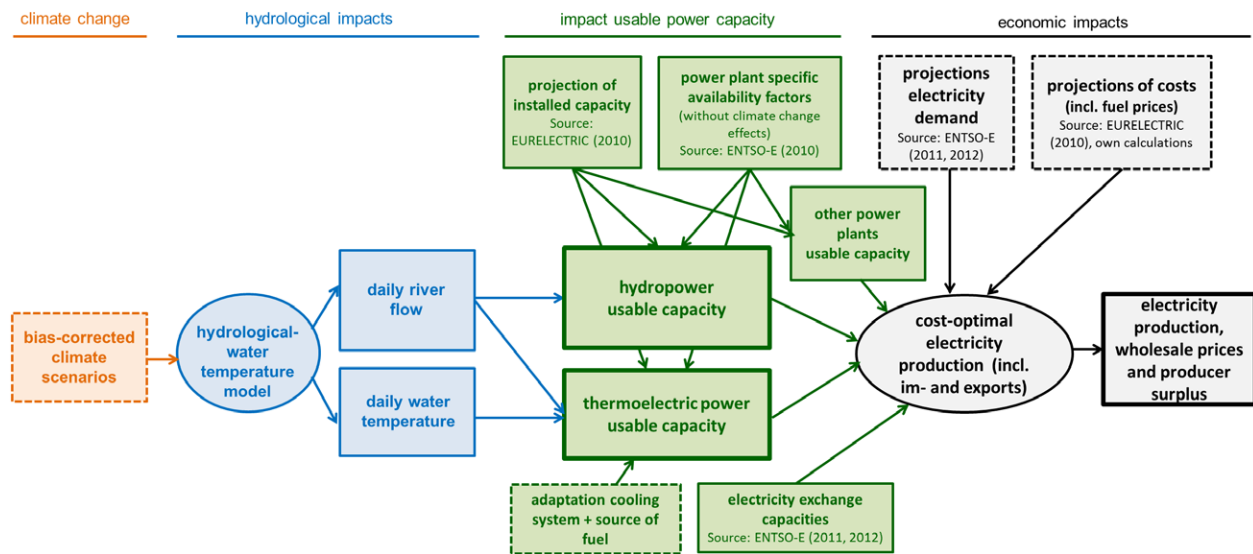 climate change
hydrological impacts
impact usable power capacity
economic impacts
projection of
installed capacity
Source:
EURELECTRIC (2010)
power plant specific
availability factors
(without climate change
effects)
Source: ENTSO-E (2010)
projections
electricity
demand
Source: ENTSO-E
(2011, 2012)
projections of costs
(incl. fuel prices)
Source: EURELECTRIC
(2010), own calculations
other power
plants
usable capacity
bias-corrected
climate
scenarios
hydrological-
water
temperature
model
daily river
flow
daily water
temperature
hydropower
usable capacity
thermoelectric power
usable capacity
cost-optimal
electricity
production (incl.
im- and exports)
electricity
production,
wholesale prices
and producer
surplus
adaptation cooling
system + source of
fuel
electricity exchange
capacities
Source: ENTSO-E (2011, 2012)